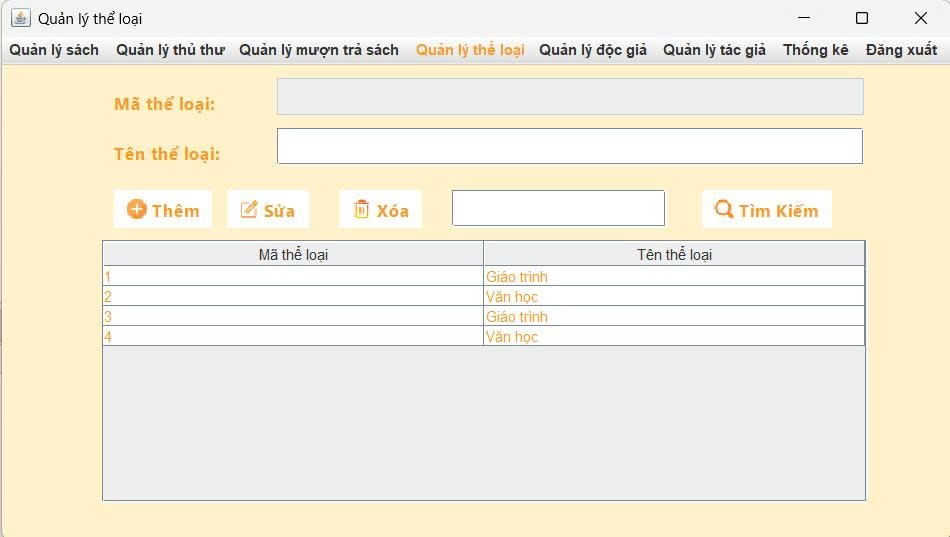 Quản lý thể loại
Quản lý sách Quản lý thủ thư Quản lý mượn trả sách Quản lý thể loại Quản lý độc giả Quản lý tác giả Thống kê Đăng xuất
Mã thể loại:
Tên thể loại:
Thêm Sửa Xóa Tìm Kiếm
Mã thể loại Tên thể loại
1 Giáo trình
2 Văn học
3 Giáo trình
4 Văn học